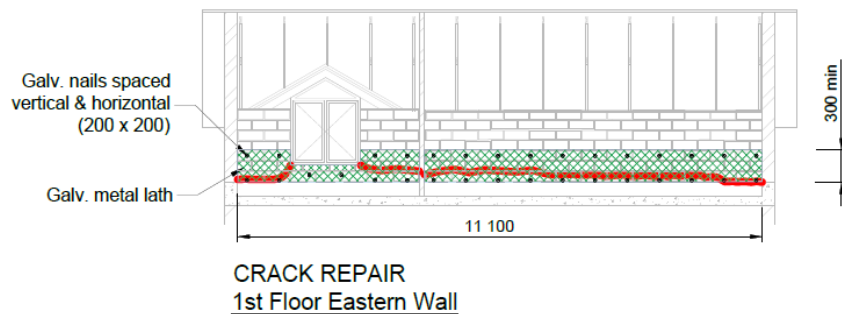 Galv. nails spaced
vertical & horizontal
(200 x 200)
Galv. metal lath
300 min
11 100
CRACK REPAIR
1st Floor Eastern Wall